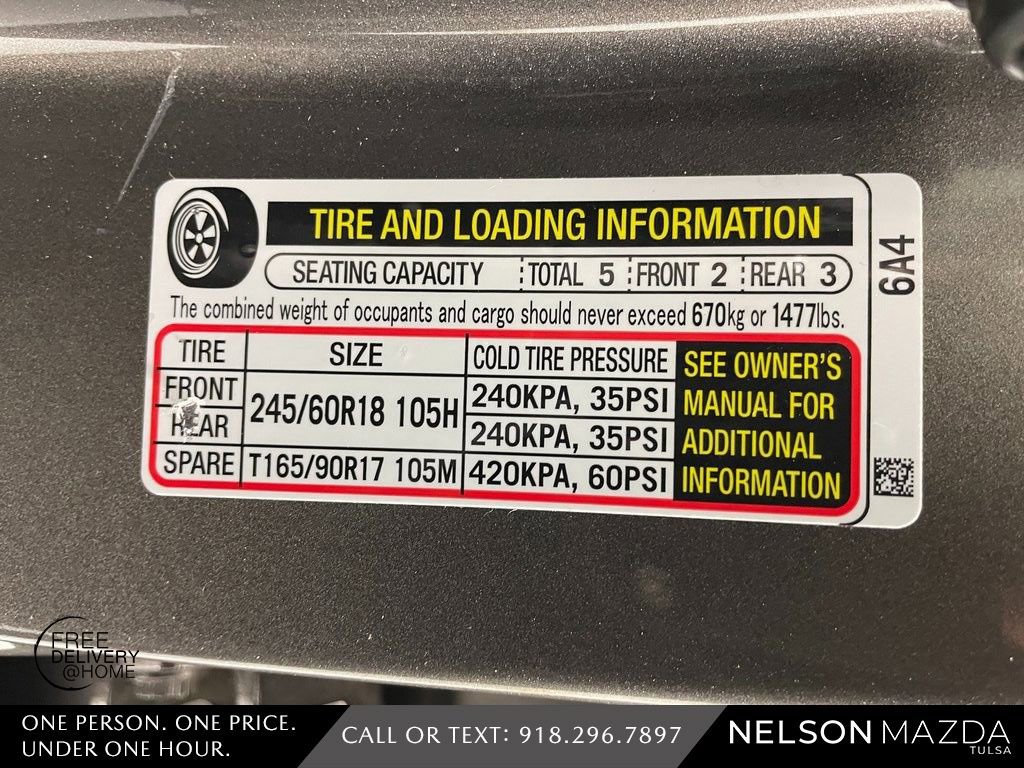 TIRE AND LOADING INFORMATION
SEATING CAPACITY TOTAL 5 FRONT 2 REAR 3
The combined weight of occupants and cargo should never exceed 670kg or 1477lbs.
TIRE SIZE COLD TIRE PRESSURE
FRONT 245/60R18 105H 240KPA, 35PSI
REAR 240KPA, 35PSI
SPARE T165/90R17 105M 420KPA, 60PSI
SEE OWNER'S
MANUAL FOR
ADDITIONAL
INFORMATION
6A4
FREE
DELIVERY
@HOME
ONE PERSON. ONE PRICE.
UNDER ONE HOUR.
CALL OR TEXT: 918.296.7897
NELSON MAZDA
TULSA